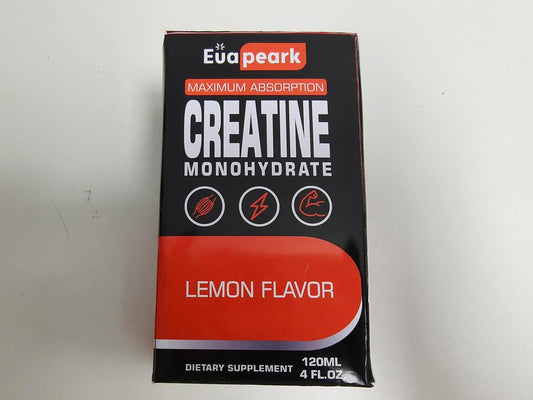 Euapeark
MAXIMUM ABSORPTION
CREATINE
MONOHYDRATE
LEMON FLAVOR
DIETARY SUPPLEMENT
120ML
4 FL.OZ